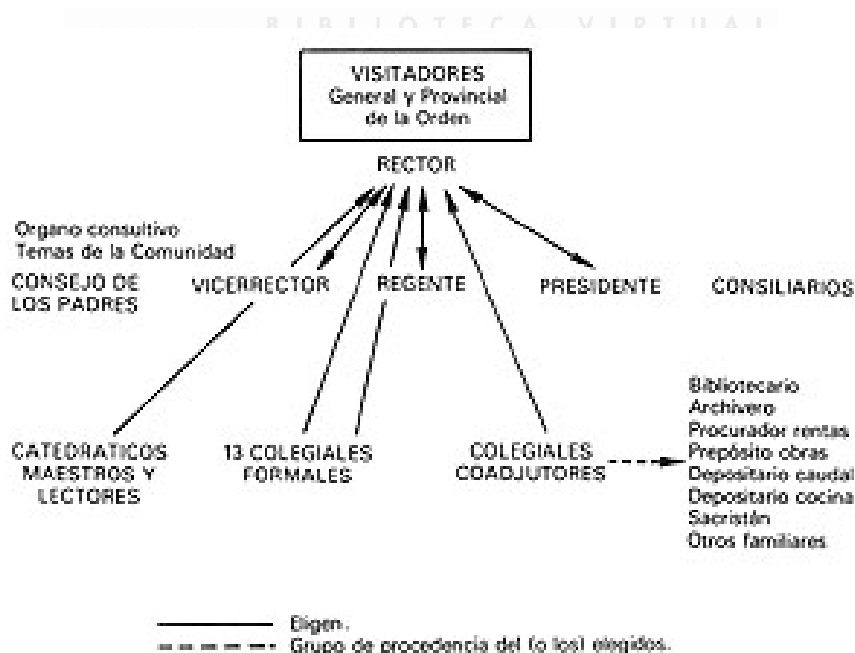 BIBLIOTECA VIRTUAL
VISITADORES
General y Provincial
de la Orden
RECTOR
Organo consultivo
Temas de la Comunidad
CONSEJO DE
LOS PADRES
VICERRECTOR
REGENTE
PRESIDENTE
CONSILIARIOS
CATEDRATICOS
MAESTROS Y
LECTORES
13 COLEGIALES
FORMALES
COLEGIALES
COADJUTORES
Bibliotecario
Archivero
Procurador rentas
Prepósito obras
Depositario caudal
Depositario cocina
Sacristán
Otros familiares
Eligen.
Grupo de procedencia del (o los) elegidos.